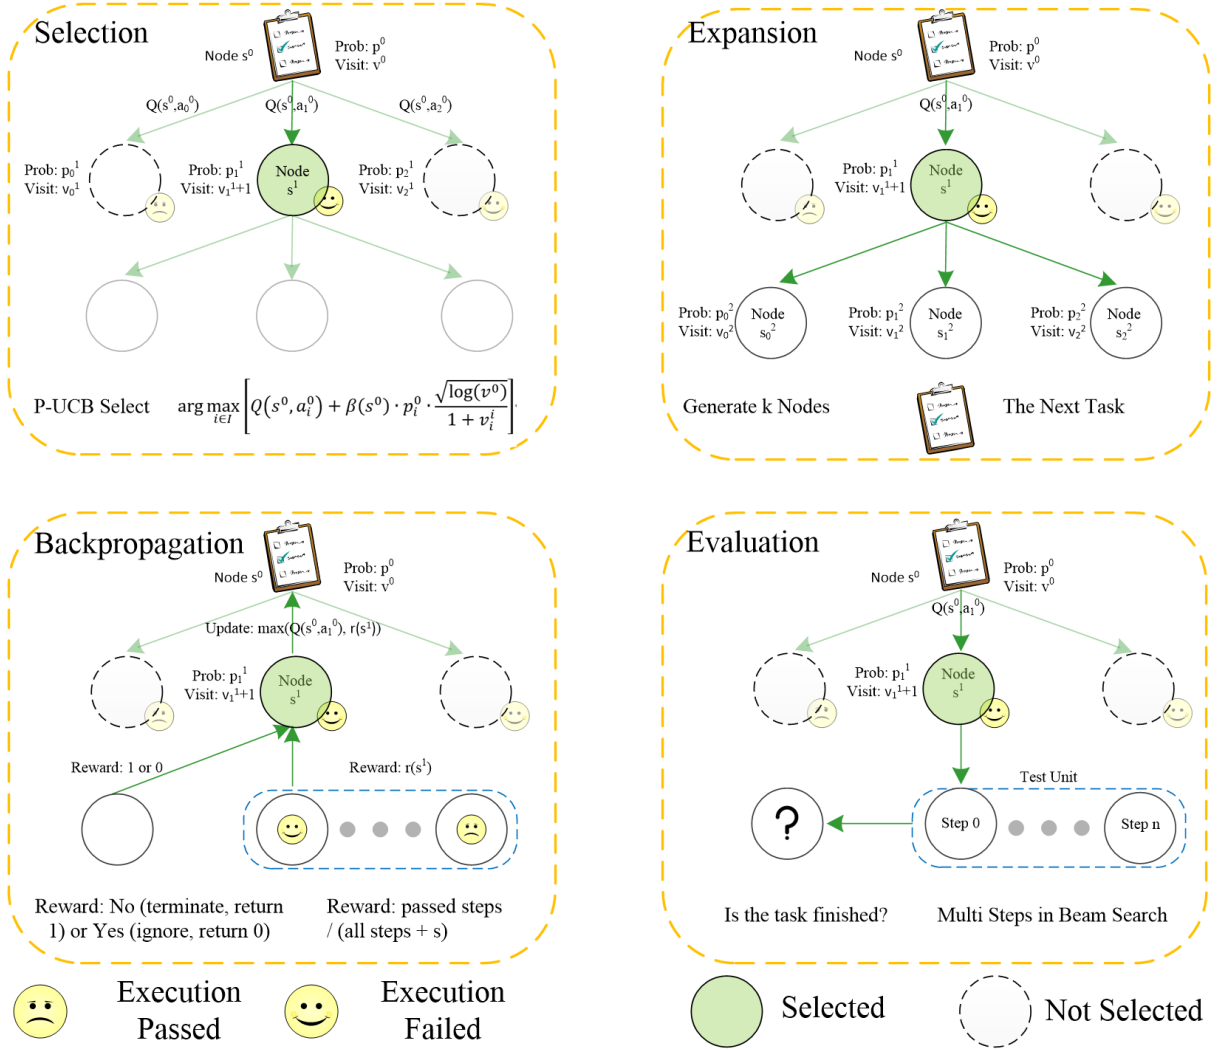 Selection
Node s⁰
Prob: p⁰
Visit: v⁰
Q(s⁰,a₀⁰)
Q(s⁰,a₁⁰)
Q(s⁰,a₂⁰)
Prob: p₀¹
Visit: v₀¹
Prob: p₁¹
Visit: v₁¹+1
Node
s¹
Prob: p₂¹
Visit: v₂¹
P-UCB Select
arg max_{i∈I} [Q(s⁰, aᵢ⁰) + β(s⁰) · pᵢ⁰ · √log(v⁰) / (1 + vᵢⁱ)]
Expansion
Node s⁰
Prob: p⁰
Visit: v⁰
Q(s⁰,a₁⁰)
Prob: p₁¹
Visit: v₁¹+1
Node
s¹
Prob: p₀²
Visit: v₀²
Node
s₀²
Prob: p₁²
Visit: v₁²
Node
s₁²
Prob: p₂²
Visit: v₂²
Node
s₂²
Generate k Nodes
The Next Task
Backpropagation
Node s⁰
Prob: p⁰
Visit: v⁰
Update: max(Q(s⁰,a₁⁰), r(s¹))
Prob: p₁¹
Visit: v₁¹+1
Node
s¹
Reward: 1 or 0
Reward: r(s¹)
Reward: No (terminate, return
1) or Yes (ignore, return 0)
Reward: passed steps
/ (all steps + s)
Evaluation
Node s⁰
Prob: p⁰
Visit: v⁰
Q(s⁰,a₁⁰)
Prob: p₁¹
Visit: v₁¹+1
Node
s¹
Test Unit
?
Step 0
Step n
Is the task finished?
Multi Steps in Beam Search
Execution
Passed
Execution
Failed
Selected
Not Selected